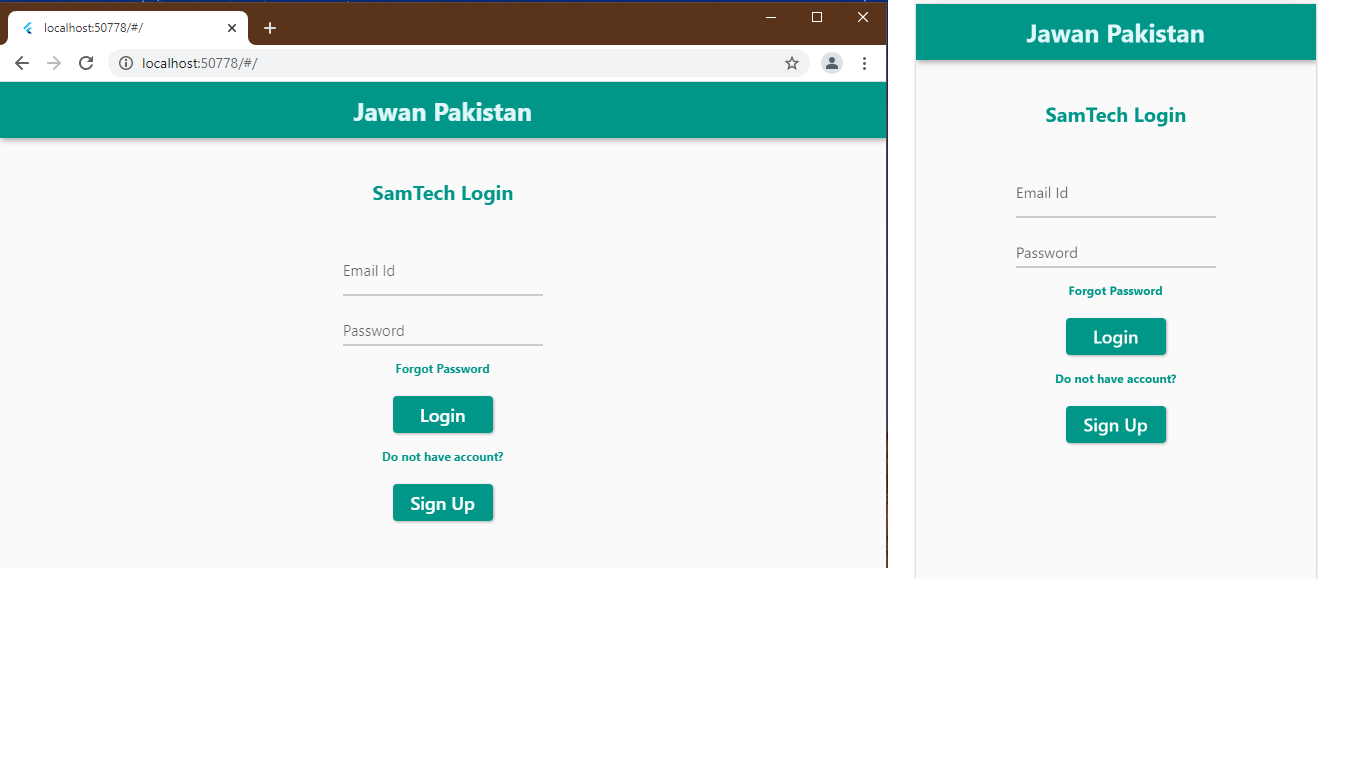 localhost:50778/#/
localhost:50778/#/
Jawan Pakistan
SamTech Login
Email Id
Password
Forgot Password
Login
Do not have account?
Sign Up
Jawan Pakistan
SamTech Login
Email Id
Password
Forgot Password
Login
Do not have account?
Sign Up